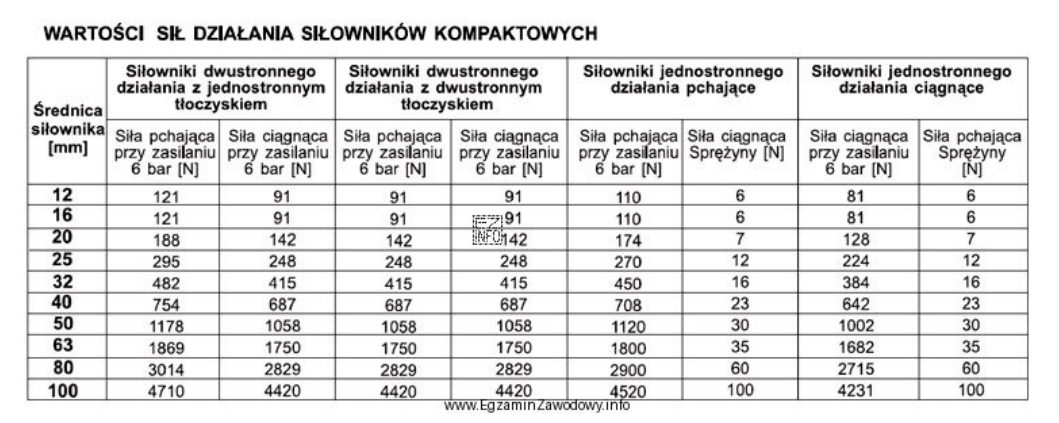 WARTOŚCI SIŁ DZIAŁANIA SIŁOWNIKÓW KOMPAKTOWYCH
Średnica siłownika [mm]
Siłowniki dwustronnego działania z jednostronnym tłoczyskiem
Siłowniki dwustronnego działania z dwustronnym tłoczyskiem
Siłowniki jednostronnego działania pchające
Siłowniki jednostronnego działania ciągnące
Siła pchająca przy zasilaniu 6 bar [N]
Siła ciągnąca przy zasilaniu 6 bar [N]
Siła pchająca przy zasilaniu 6 bar [N]
Siła ciągnąca przy zasilaniu 6 bar [N]
Siła pchająca przy zasilaniu 6 bar [N]
Siła ciągnąca Sprężyny [N]
Siła ciągnąca przy zasilaniu 6 bar [N]
Siła pchająca Sprężyny [N]
12 121 91 91 91 110 6 81 6
16 121 91 91 91 110 6 81 6
20 188 142 142 142 174 7 128 7
25 295 248 248 248 270 12 224 12
32 482 415 415 415 450 16 384 16
40 754 687 687 687 708 23 642 23
50 1178 1058 1058 1058 1120 30 1002 30
63 1869 1750 1750 1750 1800 35 1682 35
80 3014 2829 2829 2829 2900 60 2715 60
100 4710 4420 4420 4420 4520 100 4231 100
EZ
INFO
www.EgzaminZawodowy.info